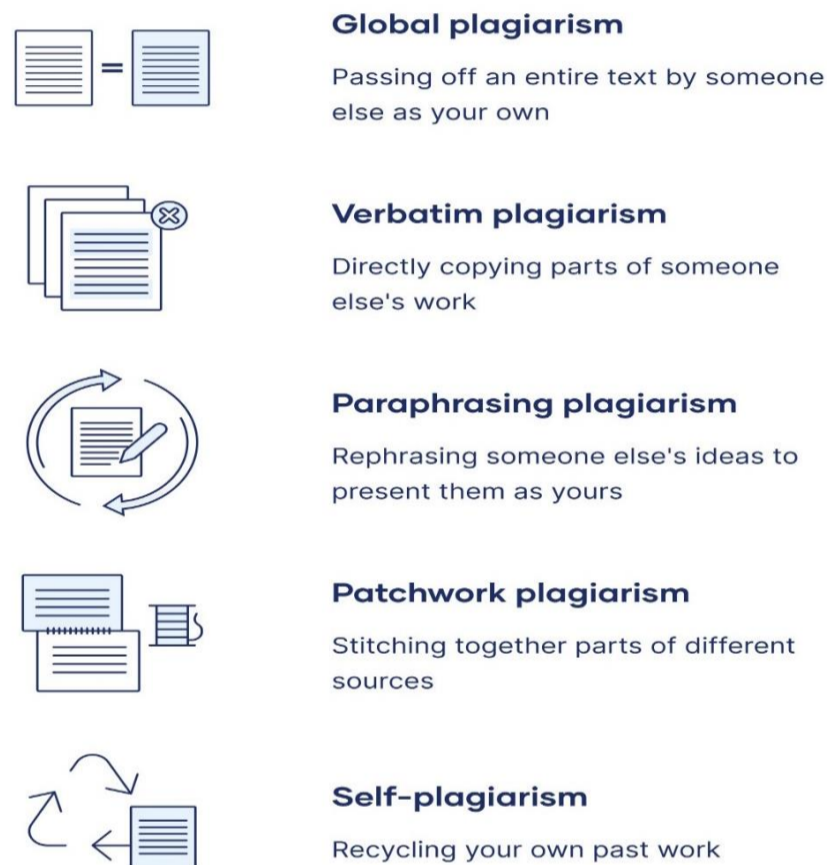 Global plagiarism
Passing off an entire text by someone
else as your own
Verbatim plagiarism
Directly copying parts of someone
else's work
Paraphrasing plagiarism
Rephrasing someone else's ideas to
present them as yours
Patchwork plagiarism
Stitching together parts of different
sources
Self-plagiarism
Recycling your own past work